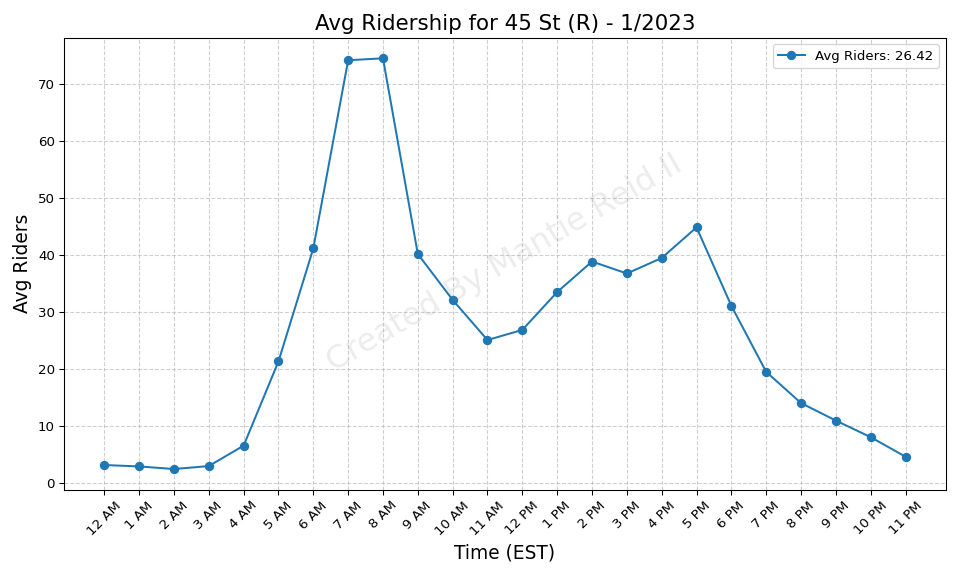 Avg Ridership for 45 St (R) - 1/2023
Avg Riders: 26.42
Avg Riders
70
60
50
40
30
20
10
0
Created By Mantie Reid II
12 AM 1 AM 2 AM 3 AM 4 AM 5 AM 6 AM 7 AM 8 AM 9 AM 10 AM 11 AM 12 PM 1 PM 2 PM 3 PM 4 PM 5 PM 6 PM 7 PM 8 PM 9 PM 10 PM 11 PM
Time (EST)